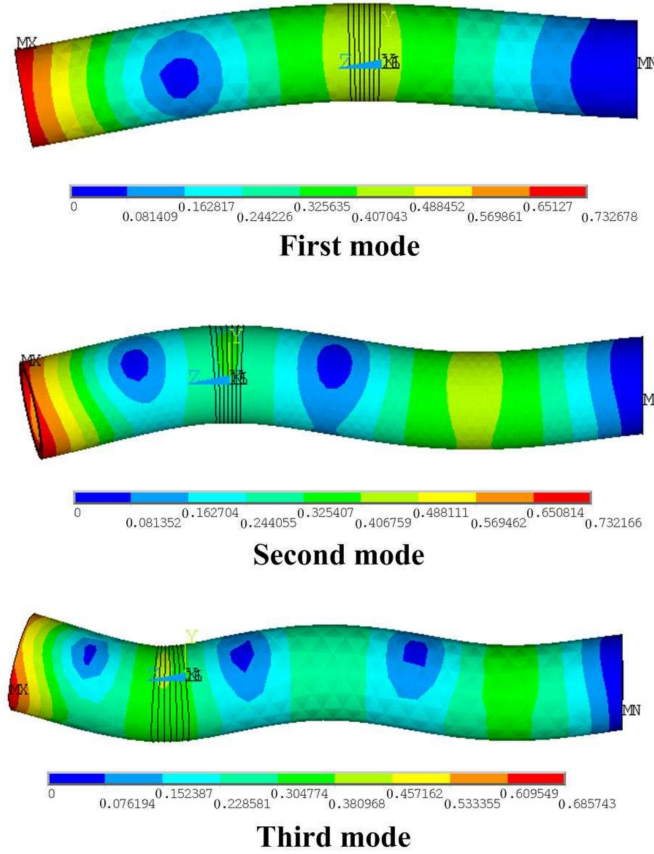 MX
Y
Z
MN
0 0.162817 0.325635 0.488452 0.65127
0.081409 0.244226 0.407043 0.569861 0.732678
First mode
MX
Y
Z
M
0 0.162704 0.325407 0.488111 0.650814
0.081352 0.244055 0.406759 0.569462 0.732166
Second mode
Y
MX
MN
0 0.152387 0.304774 0.457162 0.609549
0.076194 0.228581 0.380968 0.533355 0.685743
Third mode